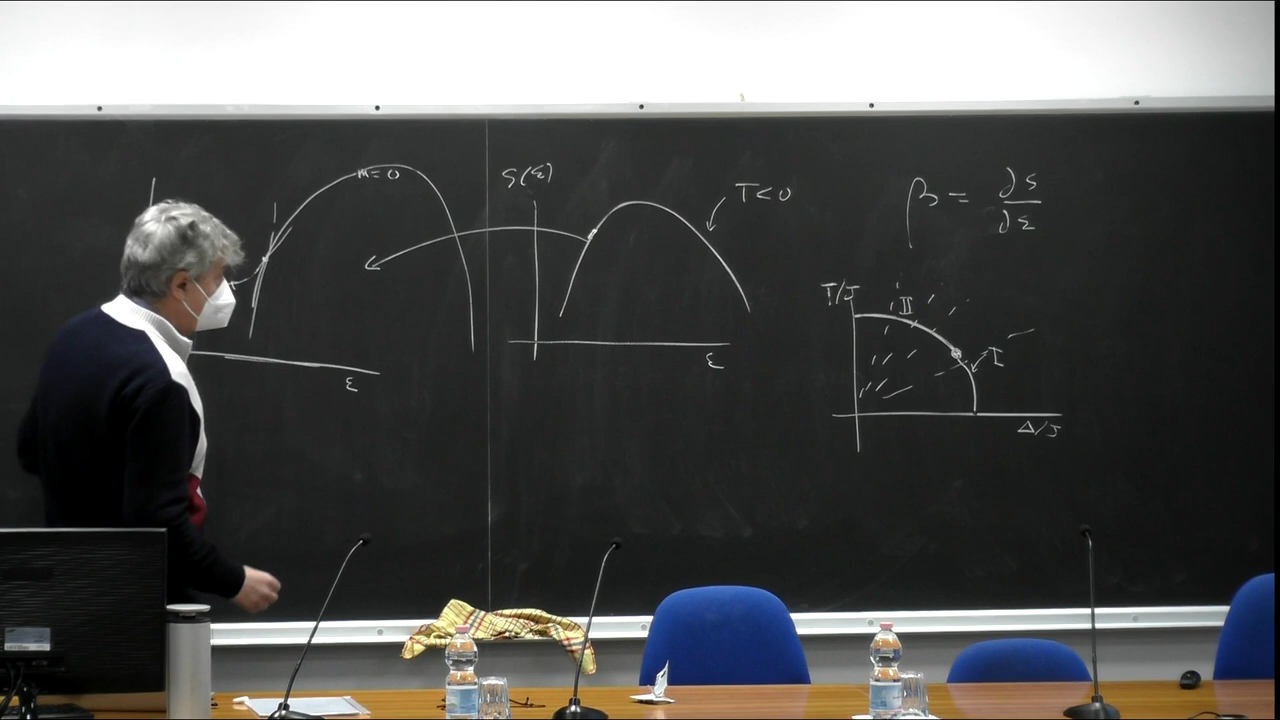 m=0
ε
S(ε)
T<0
ε
β = ∂s/∂ε
T/J
II
I
Δ/J